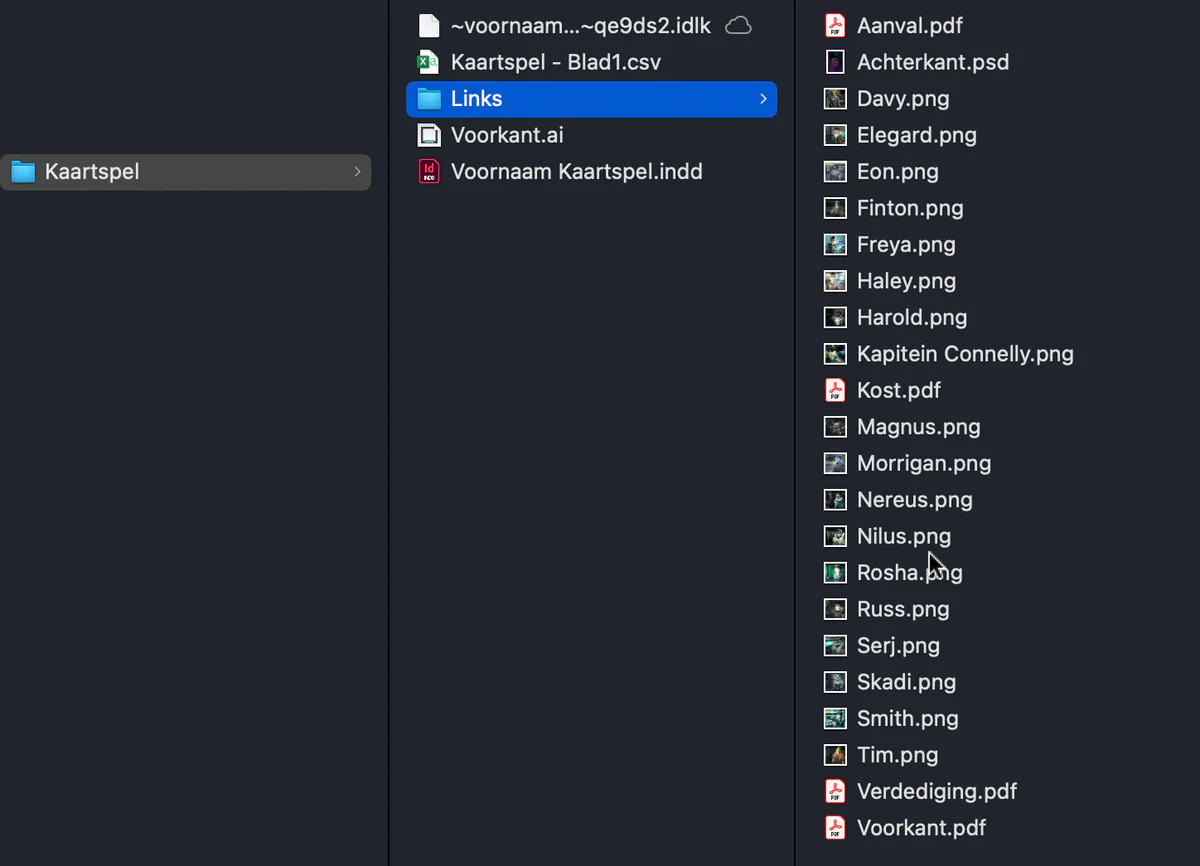 Kaartspel
~voornaam...~qe9ds2.idlk
Kaartspel - Blad1.csv
Links
Voorkant.ai
Voornaam Kaartspel.indd
Aanval.pdf
Achterkant.psd
Davy.png
Elegard.png
Eon.png
Finton.png
Freya.png
Haley.png
Harold.png
Kapitein Connelly.png
Kost.pdf
Magnus.png
Morrigan.png
Nereus.png
Nilus.png
Rosha.png
Russ.png
Serj.png
Skadi.png
Smith.png
Tim.png
Verdediging.pdf
Voorkant.pdf